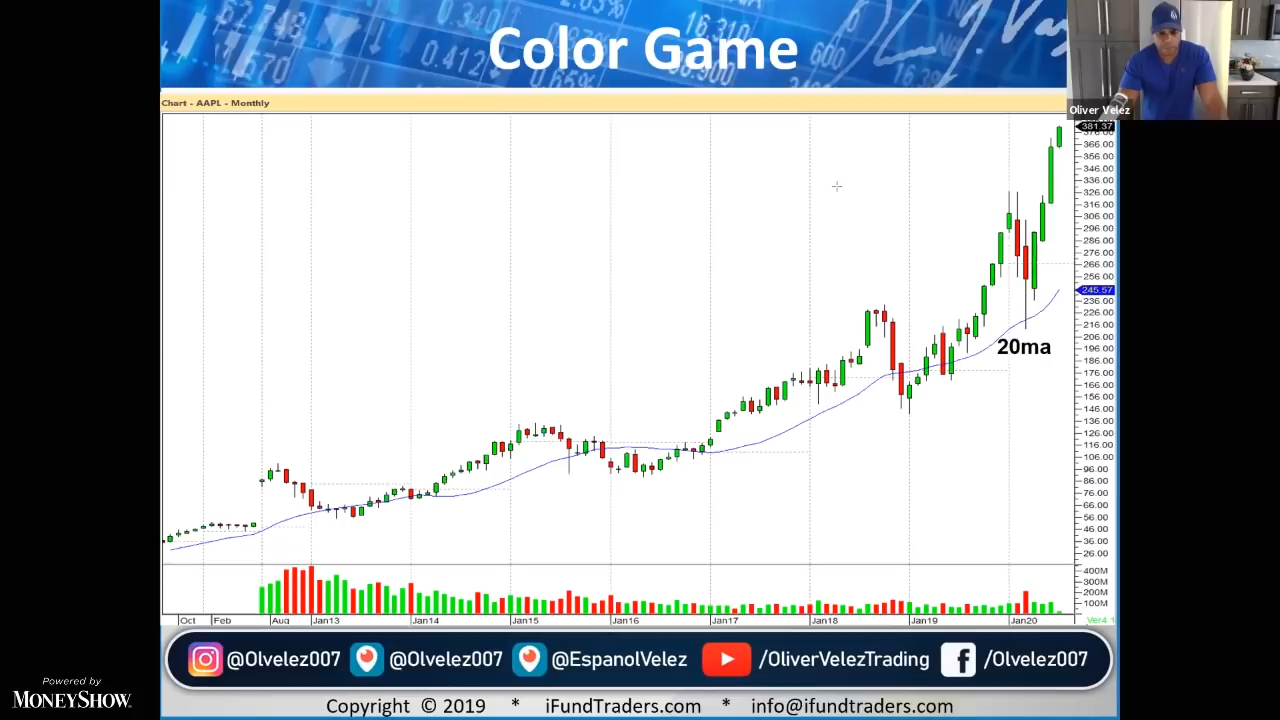 Color Game
Oliver Velez
Chart - AAPL - Monthly
381.37
376.00
366.00
356.00
346.00
336.00
326.00
316.00
306.00
296.00
286.00
276.00
266.00
256.00
245.57
236.00
226.00
216.00
206.00
196.00
186.00
176.00
166.00
156.00
146.00
136.00
126.00
116.00
106.00
96.00
86.00
76.00
66.00
56.00
46.00
36.00
26.00
20ma
400M
300M
200M
100M
Oct Feb Aug Jan13 Jan14 Jan15 Jan16 Jan17 Jan18 Jan19 Jan20
@Olvelez007 @Olvelez007 @EspanolVelez /OliverVelezTrading /Olvelez007
Copyright © 2019 * iFundTraders.com * info@ifundtraders.com
Powered by
MONEYSHOW